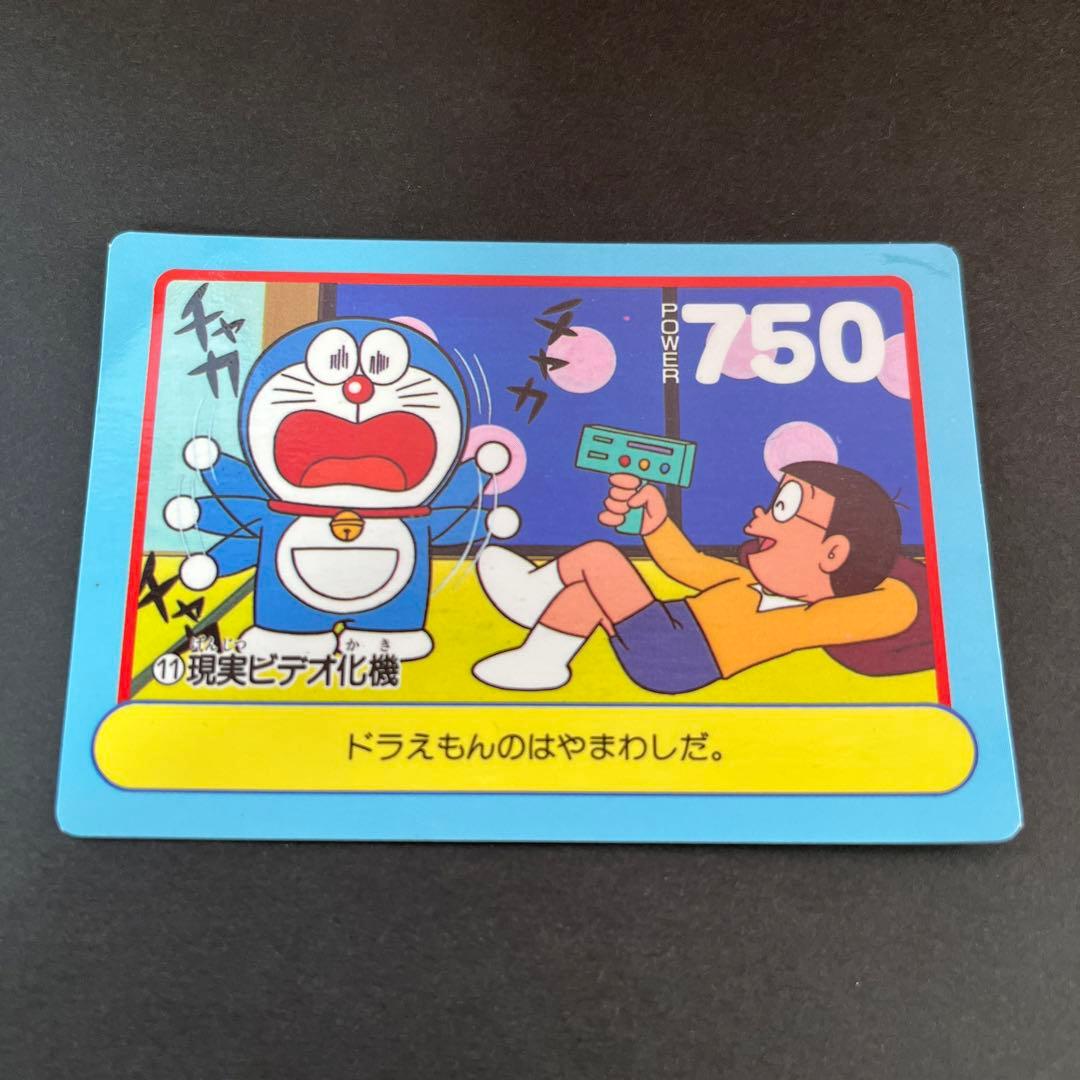 チャカ
チャカ
POWER
750
チャカ
げんじつ かき
⑪現実ビデオ化機
ドラえもんのはやまわしだ。